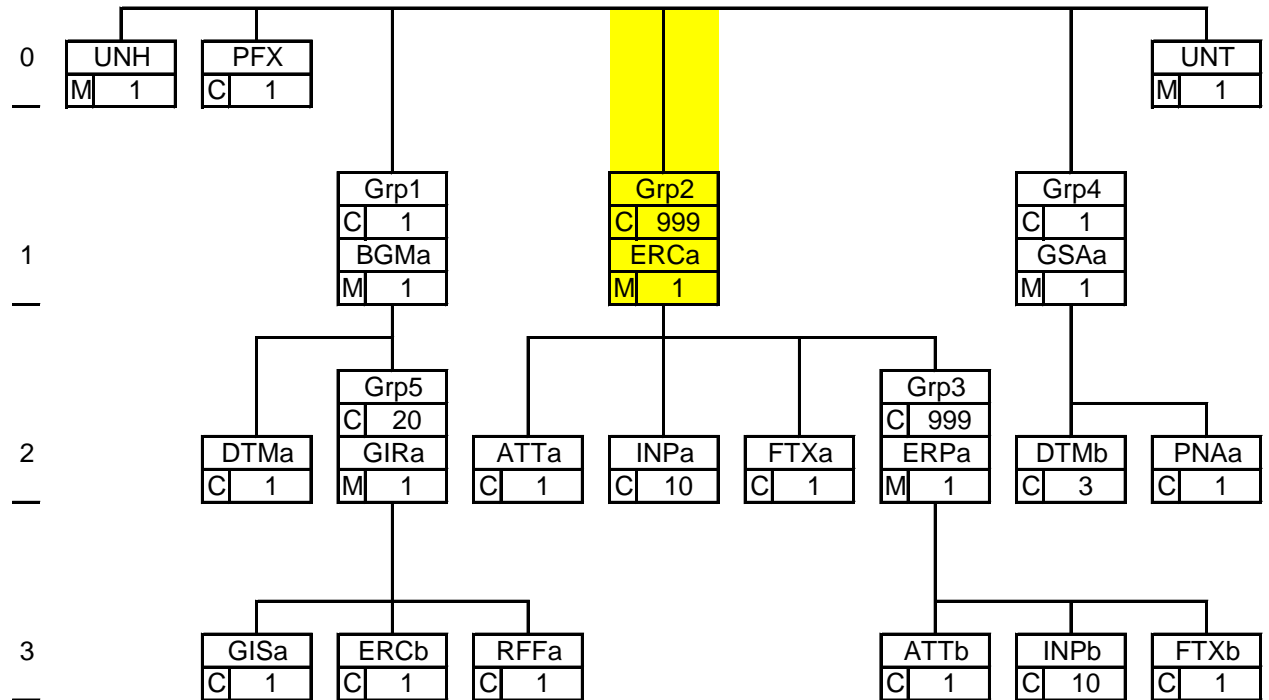 0 UNH PFX UNT
M 1 C 1 M 1
Grp1 Grp2 Grp4
C 1 C 999 C 1
1 BGMa ERCa GSAa
M 1 M 1 M 1
Grp5 Grp3
C 20 C 999
2 DTMa GIRa ATTa INPa FTXa ERPa DTMb PNAa
C 1 M 1 C 1 C 10 C 1 M 1 C 3 C 1
3 GISa ERCb RFFa ATTb INPb FTXb
C 1 C 1 C 1 C 1 C 10 C 1